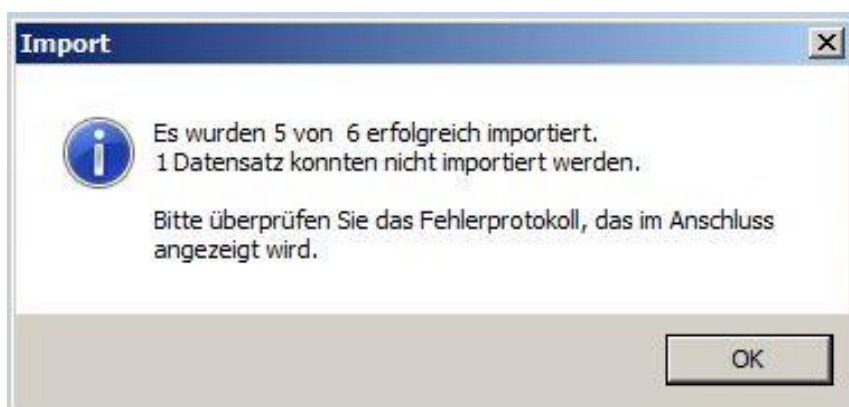 Import
Es wurden 5 von 6 erfolgreich importiert.
1 Datensatz konnten nicht importiert werden.
Bitte überprüfen Sie das Fehlerprotokoll, das im Anschluss
angezeigt wird.
OK